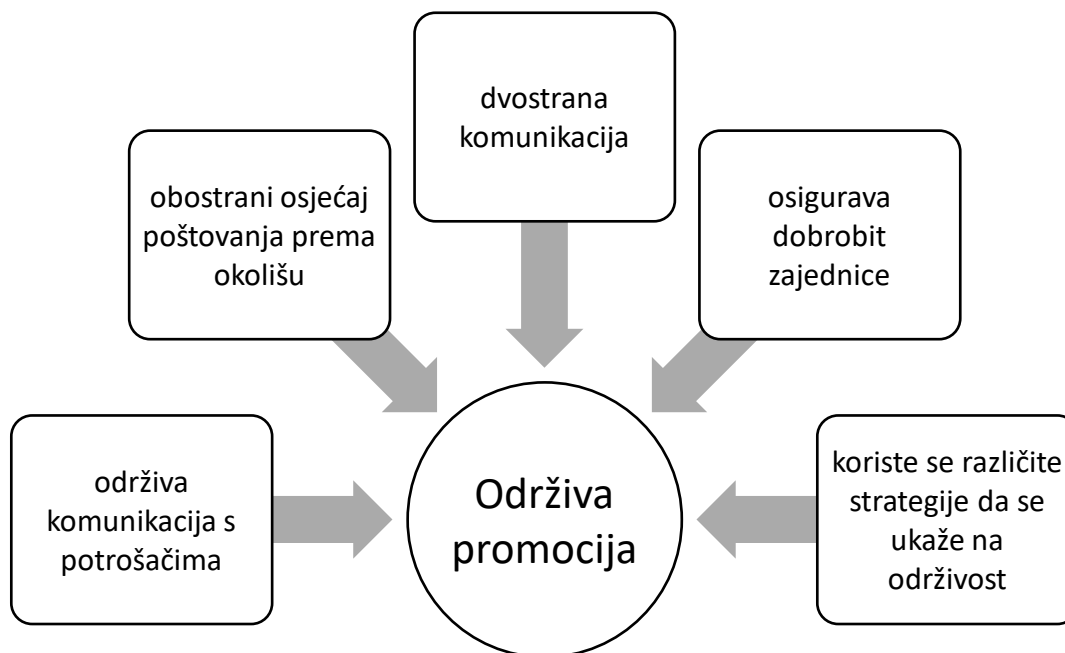 dvostrana
komunikacija
obostrani osjećaj
poštovanja prema
okolišu
osigurava
dobrobit
zajednice
održiva
komunikacija s
potrošačima
Održiva
promocija
koriste se različite
strategije da se
ukaže na
održivost